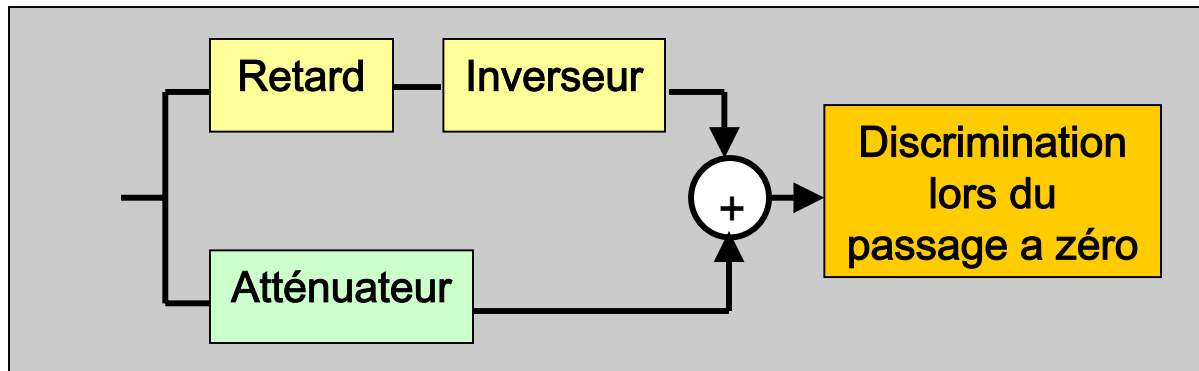 Retard
Inverseur
Discrimination
lors du
passage a zéro
+
Atténuateur